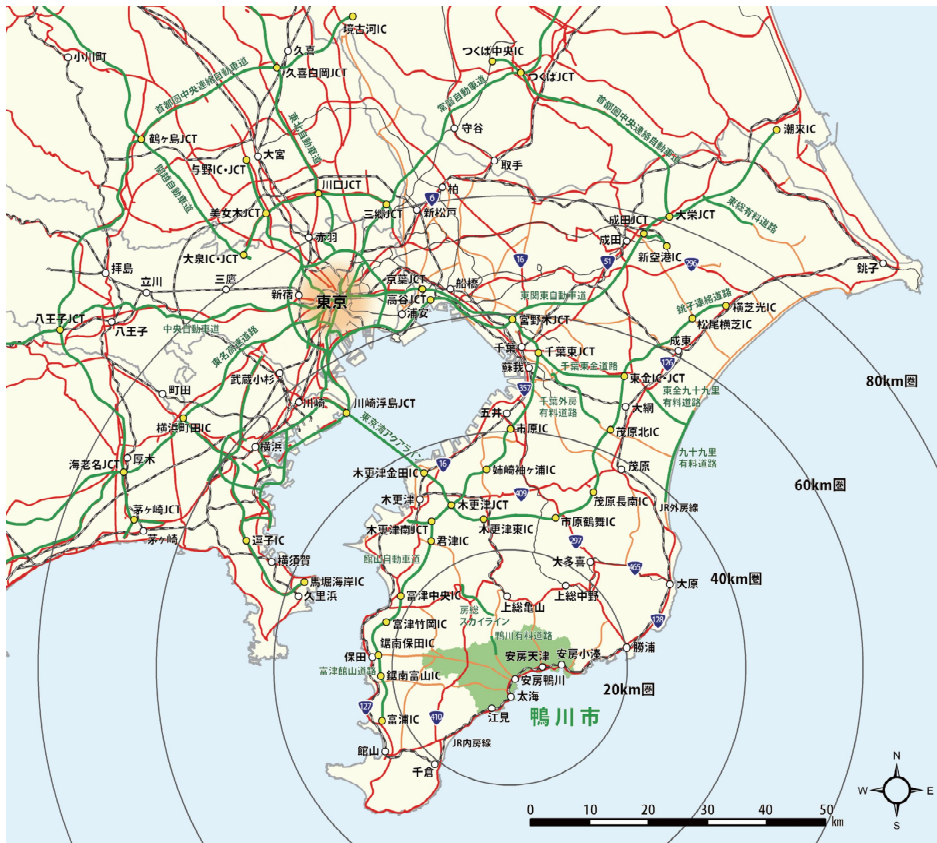 境古河IC
久喜
つくば中央IC
小川町
久喜白岡JCT
つくばJCT
首都圏中央連絡自動車道
常磐自動車道
首都圏中央連絡自動車道
東北自動車道
守谷
潮来IC
鶴ヶ島JCT
大宮
取手
与野IC・JCT
関越自動車道
川口JCT
柏
6
三郷JCT
新松戸
美女木JCT
成田JCT
大栄JCT
東総有料道路
赤羽
成田
大泉IC・JCT
新空港IC
16
51
296
拝島
立川
三鷹
新宿
東京
京葉JCT
船橋
高谷JCT
浦安
東関東自動車道
銚子
銚子連絡道路
横芝光IC
松尾横芝IC
八王子JCT
八王子
中央自動車道
東名高速道路
宮野木JCT
千葉
千葉東JCT
成東
蘇我
千葉東金道路
126
武蔵小杉
東金IC・JCT
80km圏
357
東金九十九里
有料道路
町田
川崎
川崎浮島JCT
千葉外房
有料道路
大網
五井
横浜町田IC
東京湾アクアライン
市原IC
茂原北IC
横浜
九十九里
有料道路
厚木
海老名JCT
16
木更津金田IC
姉崎袖ヶ浦IC
茂原
60km圏
木更津
409
茂原長南IC
JR外房線
茅ヶ崎JCT
木更津JCT
木更津南JCT
木更津東IC
市原鶴舞IC
茅ヶ崎
逗子IC
君津IC
297
館山自動車道
横須賀
大多喜
465
馬堀海岸IC
大原
40km圏
久里浜
富津中央IC
上総亀山
上総中野
房総
スカイライン
富津竹岡IC
128
鴨川有料道路
鋸南保田IC
勝浦
保田
安房天津
安房小湊
富津館山道路
鋸南富山IC
安房鴨川
20km圏
太海
127
富浦IC
410
江見
鴨川市
館山
JR内房線
千倉
N
W
E
S
0
10
20
30
40
50
km